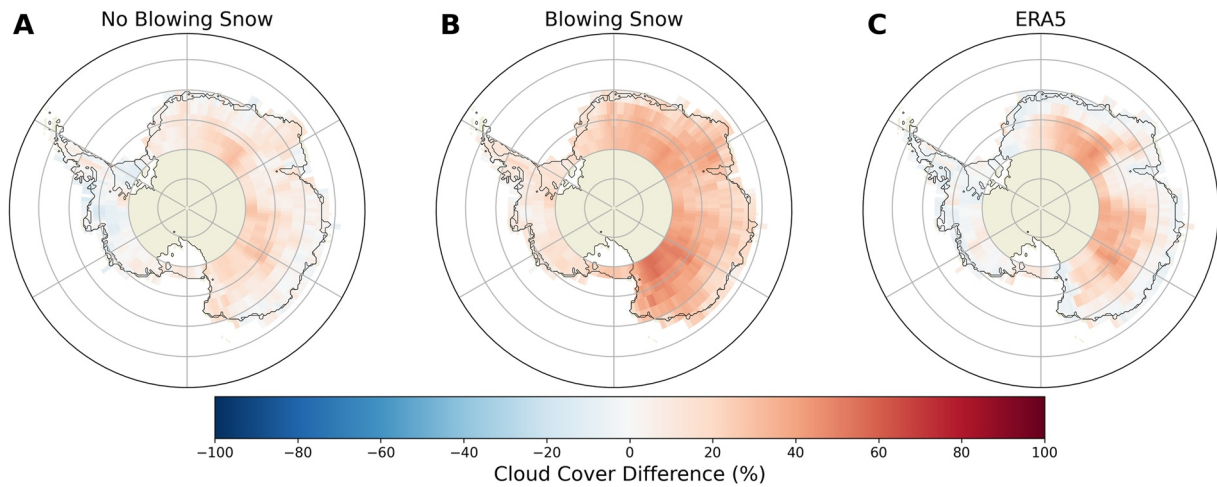 A No Blowing Snow
B Blowing Snow
C ERA5
−100 −80 −60 −40 −20 0 20 40 60 80 100
Cloud Cover Difference (%)